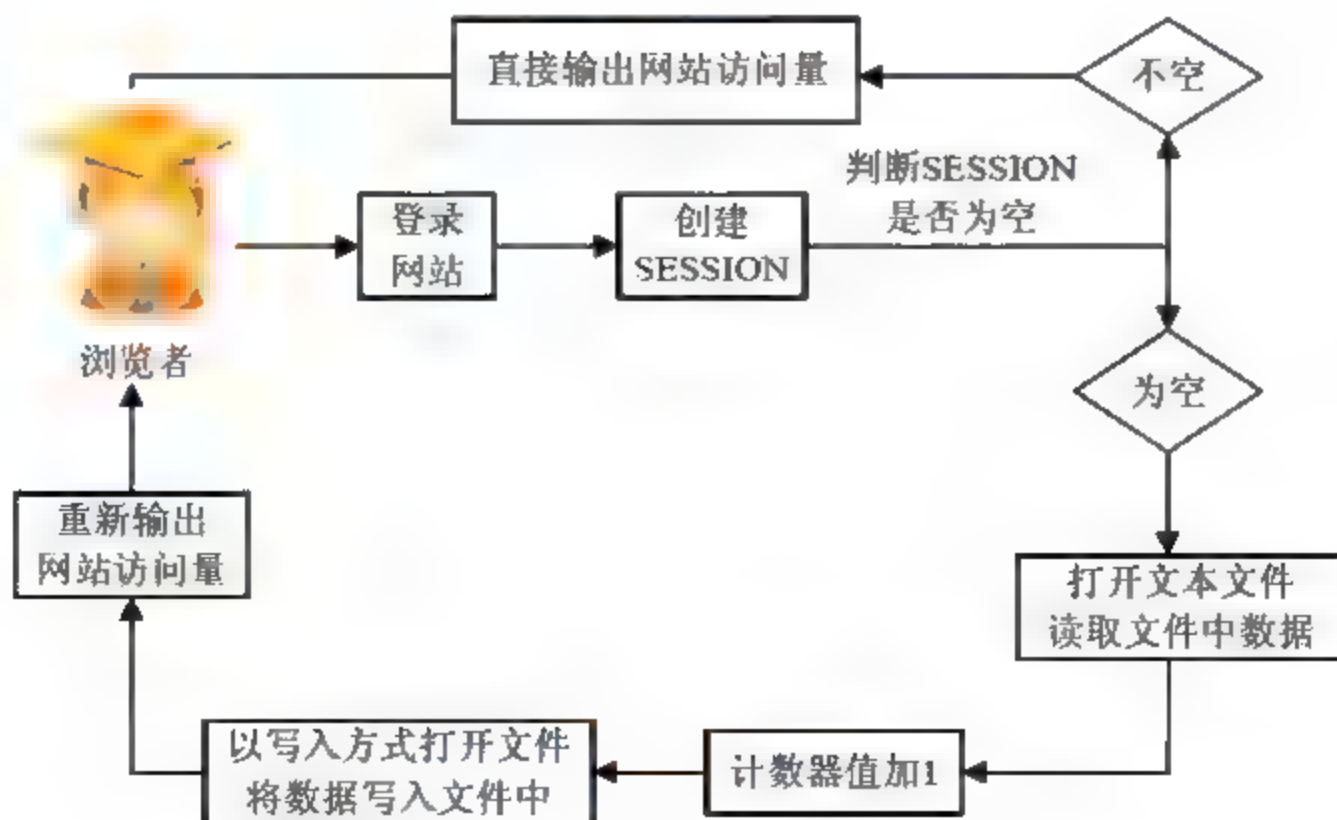 直接输出网站访问量
不空
判断SESSION
是否为空
登录
网站
创建
SESSION
浏览者
为空
重新输出
网站访问量
打开文本文件
读取文件中数据
以写入方式打开文件
将数据写入文件中
计数器值加1